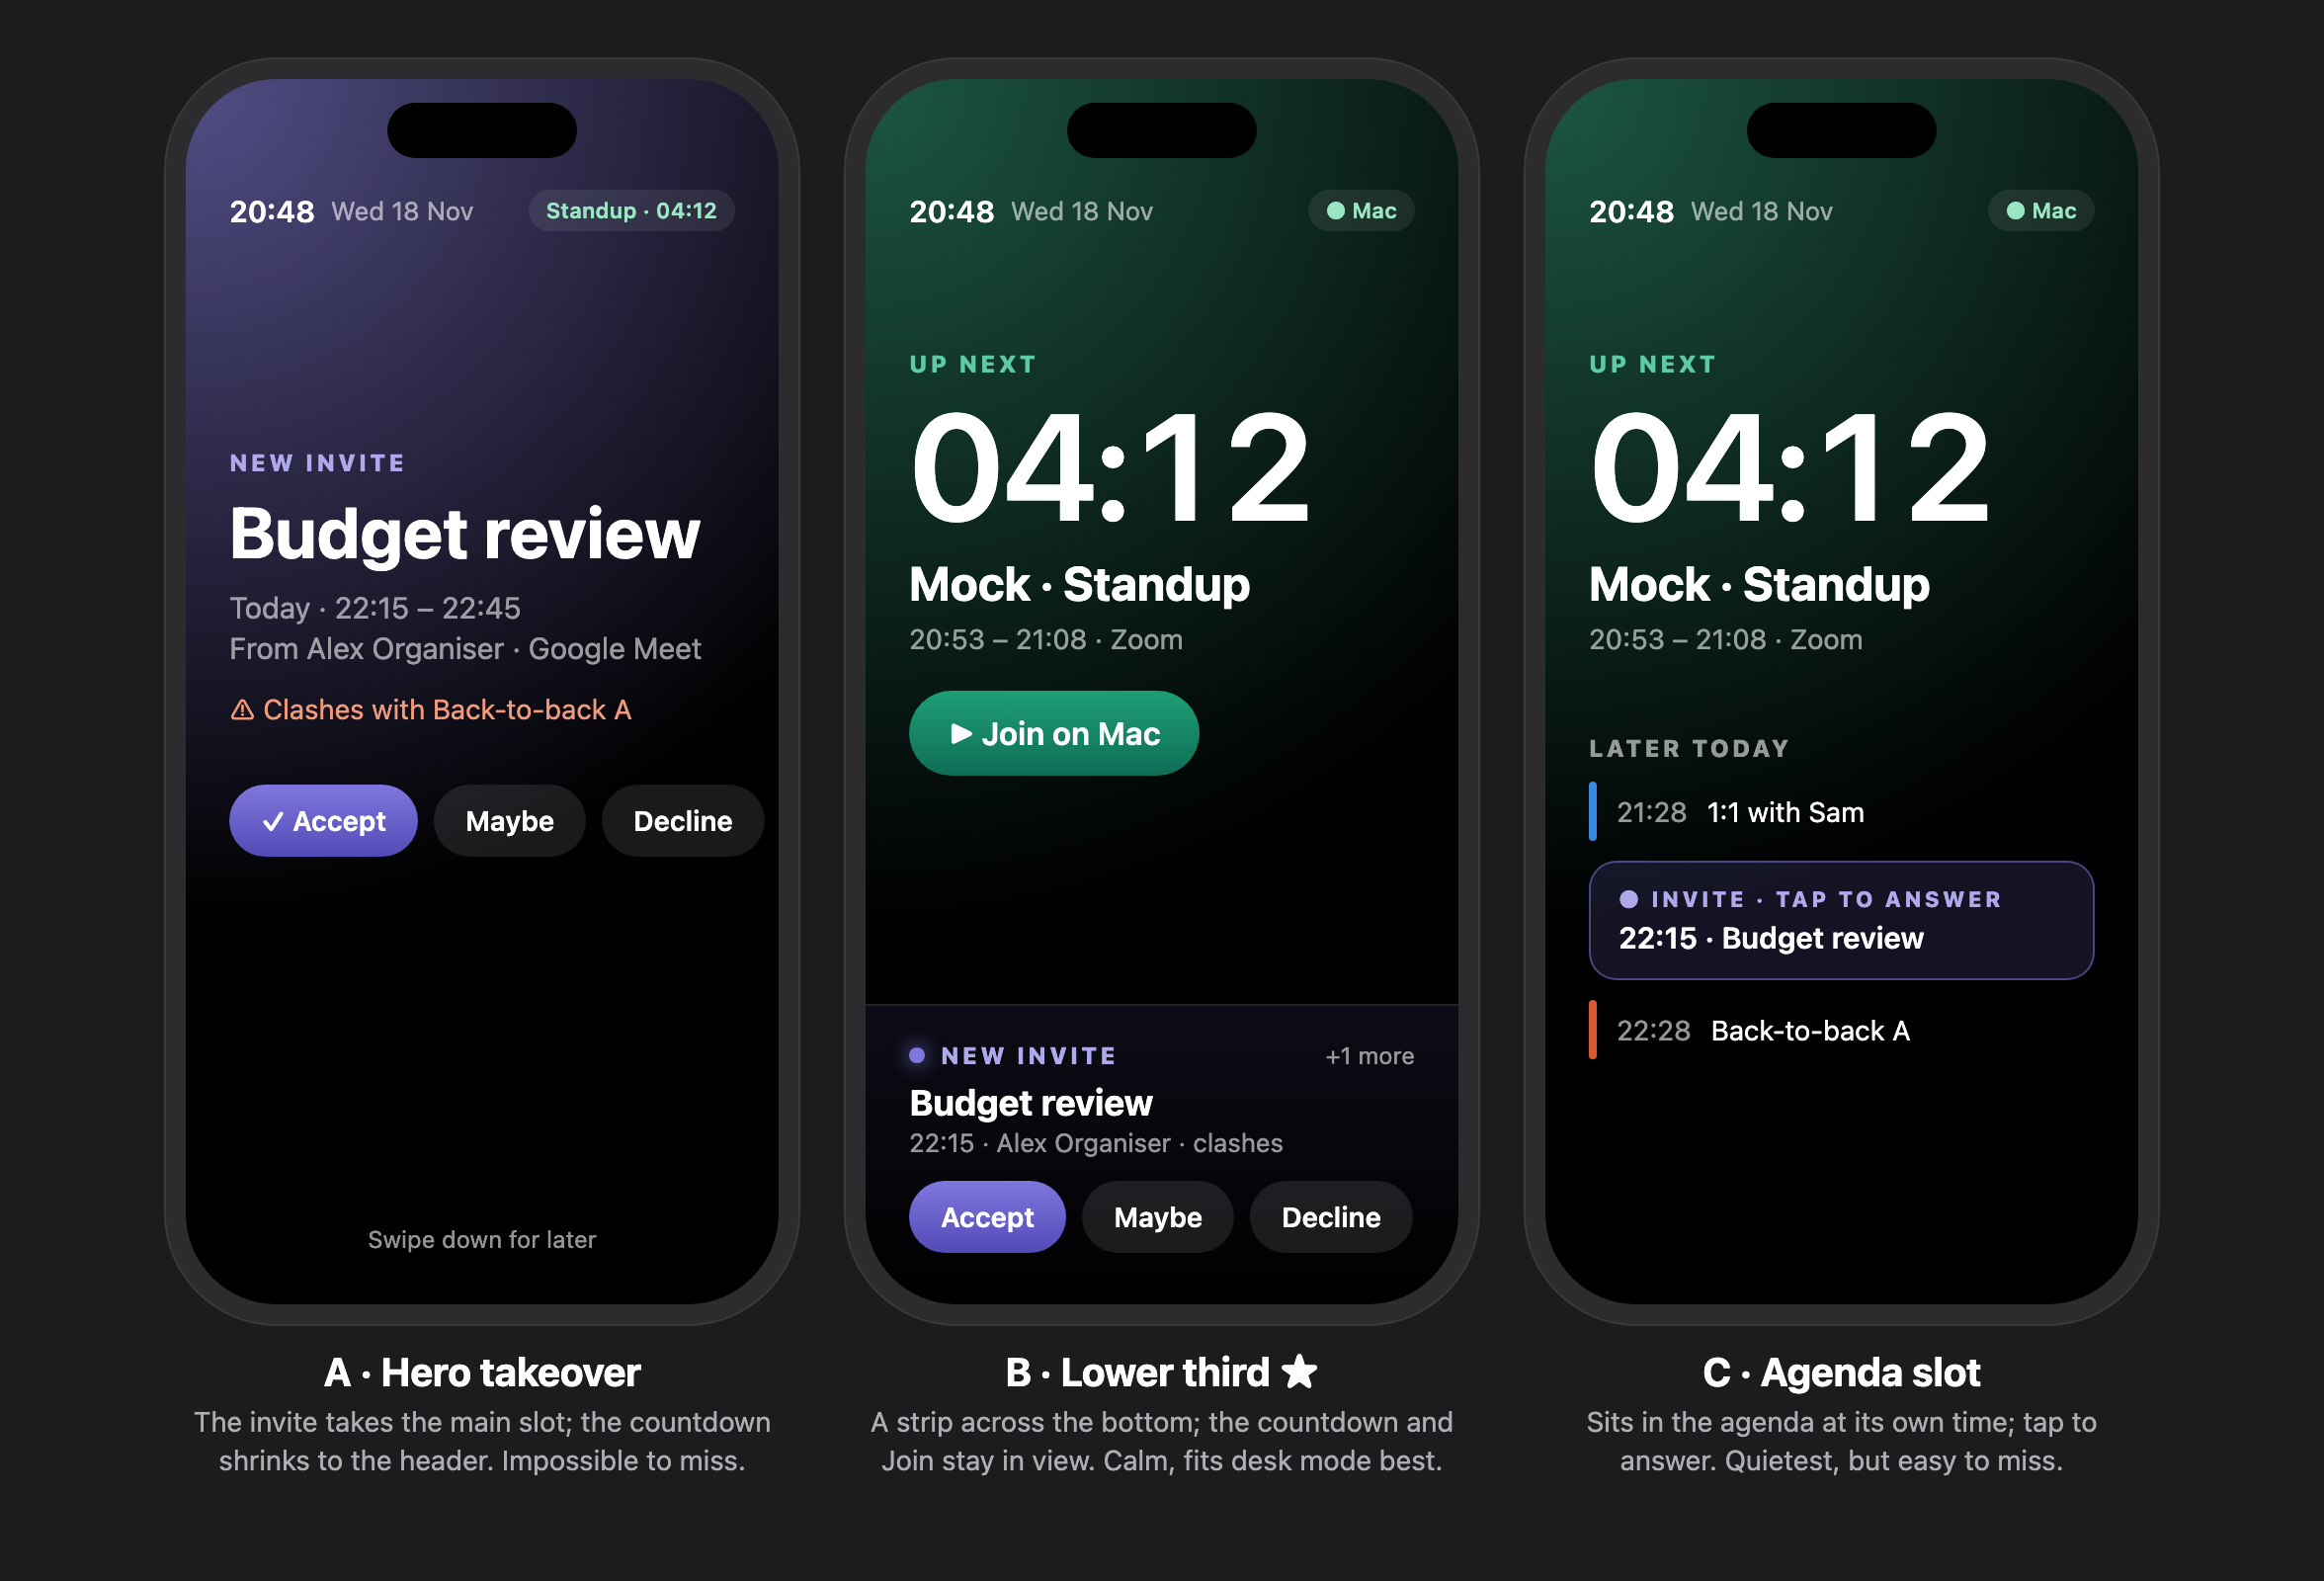 20:48 Wed 18 Nov Standup · 04:12
NEW INVITE
Budget review
Today · 22:15 – 22:45
From Alex Organiser · Google Meet
⚠ Clashes with Back-to-back A
✓ Accept Maybe Decline
Swipe down for later
A · Hero takeover
The invite takes the main slot; the countdown
shrinks to the header. Impossible to miss.
20:48 Wed 18 Nov Mac
UP NEXT
04:12
Mock · Standup
20:53 – 21:08 · Zoom
▶ Join on Mac
NEW INVITE +1 more
Budget review
22:15 · Alex Organiser · clashes
Accept Maybe Decline
B · Lower third ★
A strip across the bottom; the countdown and
Join stay in view. Calm, fits desk mode best.
20:48 Wed 18 Nov Mac
UP NEXT
04:12
Mock · Standup
20:53 – 21:08 · Zoom
LATER TODAY
21:28 1:1 with Sam
INVITE · TAP TO ANSWER
22:15 · Budget review
22:28 Back-to-back A
C · Agenda slot
Sits in the agenda at its own time; tap to
answer. Quietest, but easy to miss.